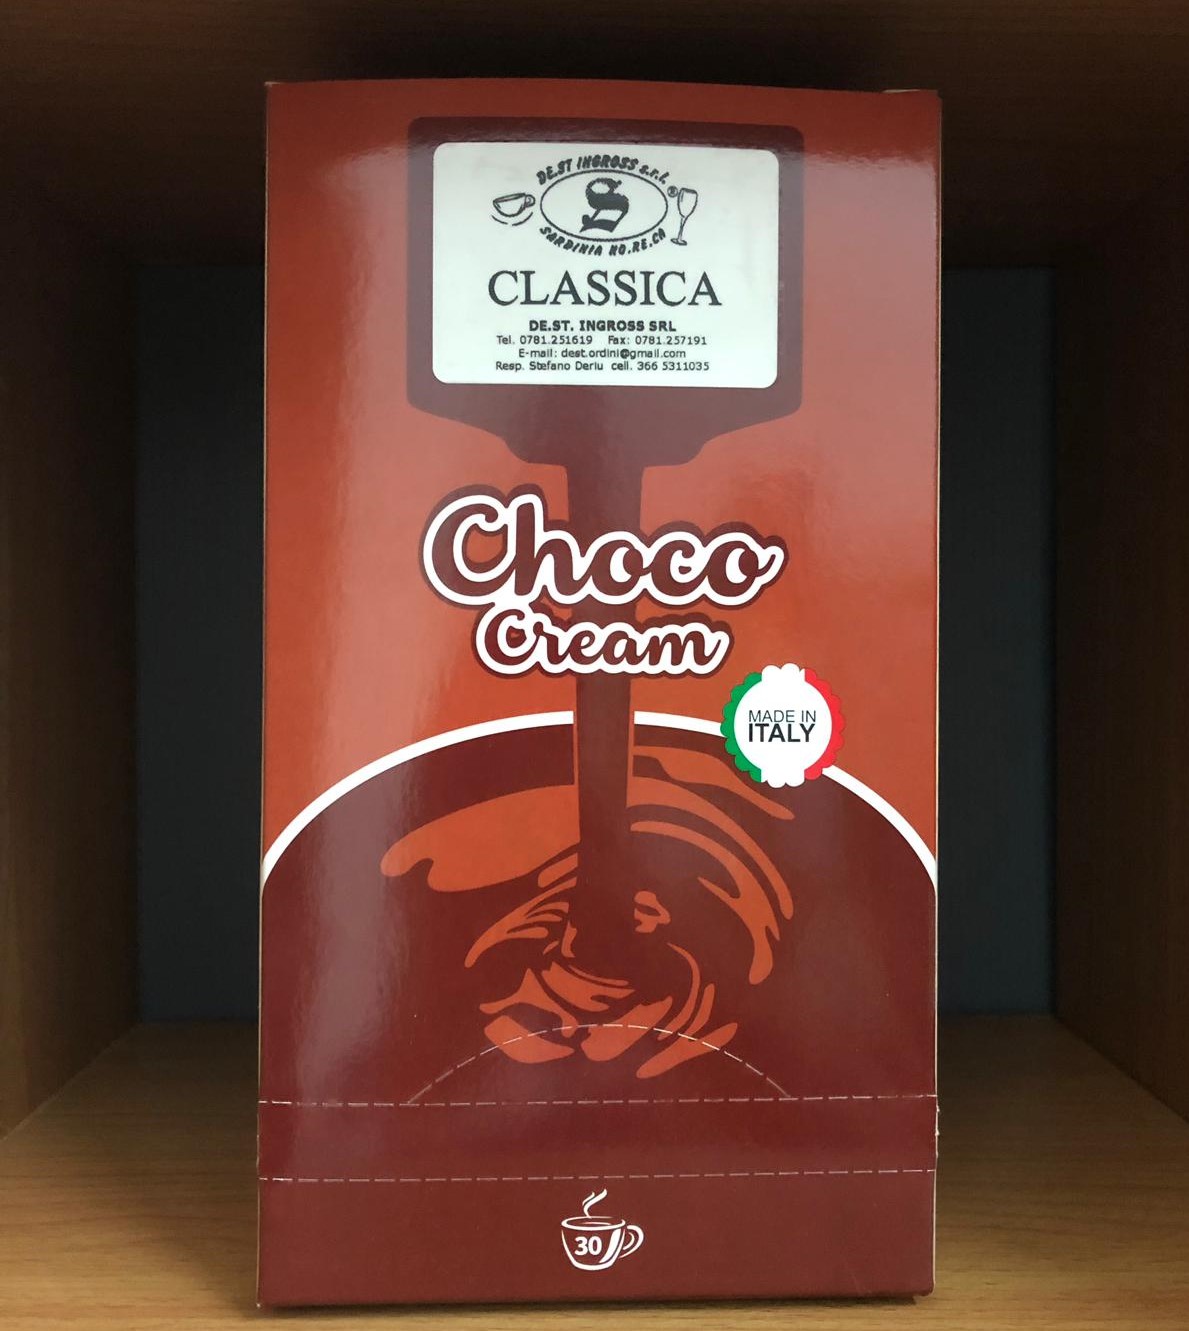 DE.ST INGROSS s.r.l.
S ®
SARDINIA HO.RE.CA
CLASSICA
DE.ST. INGROSS SRL
Tel. 0781.251619 Fax: 0781.257191
E-mail: dest.ordini@gmail.com
Resp. Stefano Deriu cell. 366 5311035
Choco
Cream
MADE IN
ITALY
30